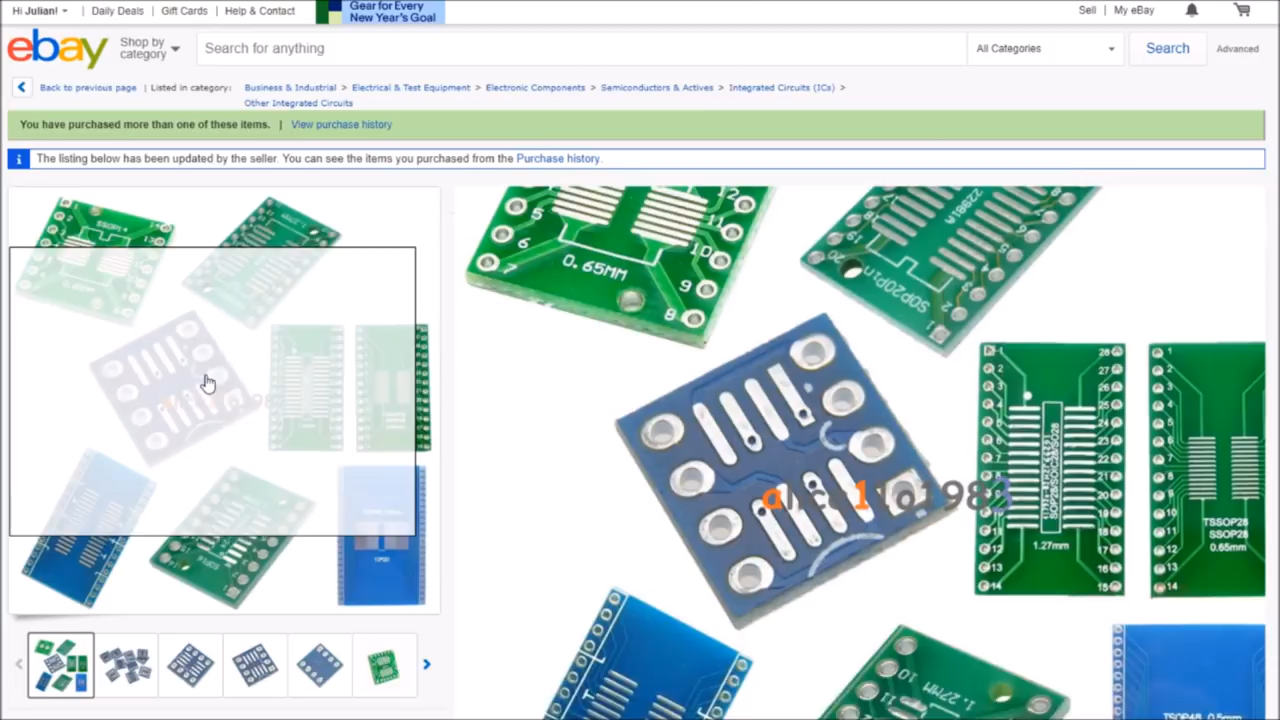 Hi Julian!
Daily Deals
Gift Cards
Help & Contact
Gear for Every
New Year's Goal
Sell
My eBay
ebay
Shop by
category
Search for anything
All Categories
Search
Advanced
Back to previous page | Listed in category:
Business & Industrial > Electrical & Test Equipment > Electronic Components > Semiconductors & Actives > Integrated Circuits (ICs) >
Other Integrated Circuits
You have purchased more than one of these items. | View purchase history
The listing below has been updated by the seller. You can see the items you purchased from the Purchase history.
0.65MM
SOP20Pin
SOP28/SOIC28/SO28
1.27mm
TSSOP28
SSOP28
0.65mm
alice11o1983
1.27MM